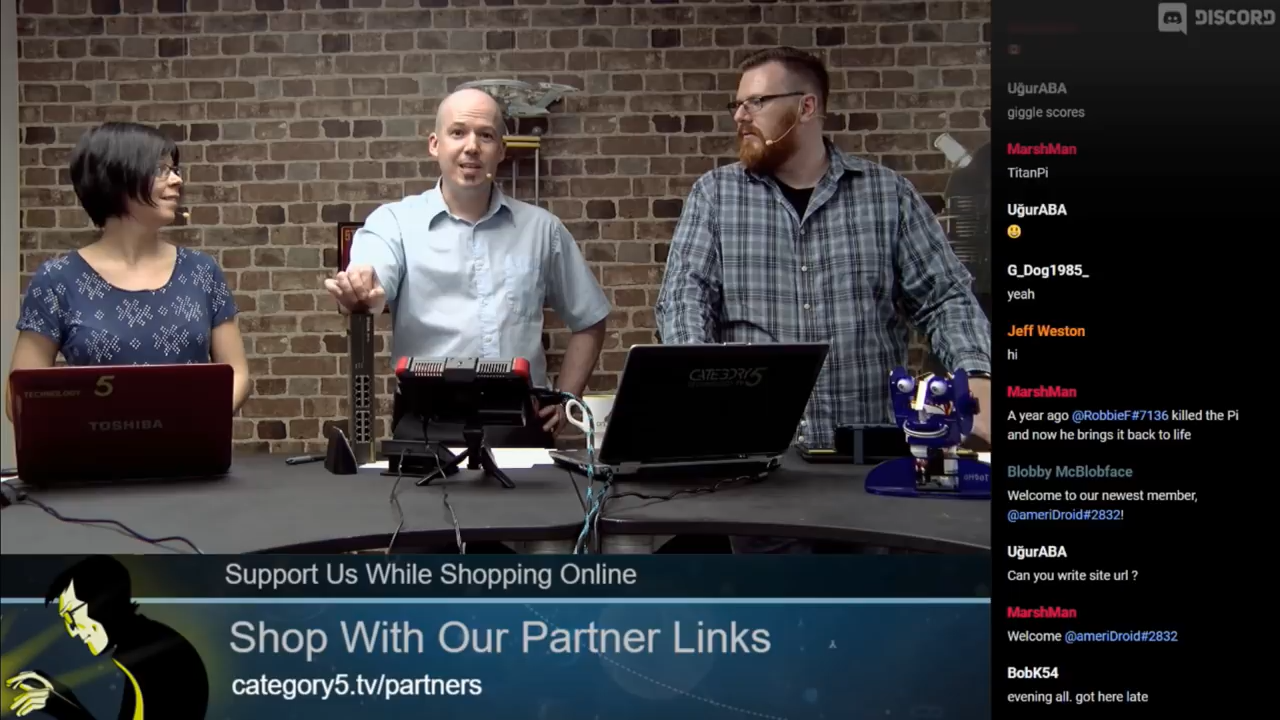 DISCORD
UğurABA
giggle scores
MarshMan
TitanPi
UğurABA
G_Dog1985_
yeah
Jeff Weston
hi
MarshMan
A year ago @RobbieF#7136 killed the Pi
and now he brings it back to life
Blobby McBlobface
Welcome to our newest member,
@ameriDroid#2832!
UğurABA
Can you write site url ?
MarshMan
Welcome @ameriDroid#2832
BobK54
evening all. got here late
TECHNOLOGY 5
TOSHIBA
CATEGORY5
Support Us While Shopping Online
Shop With Our Partner Links
category5.tv/partners